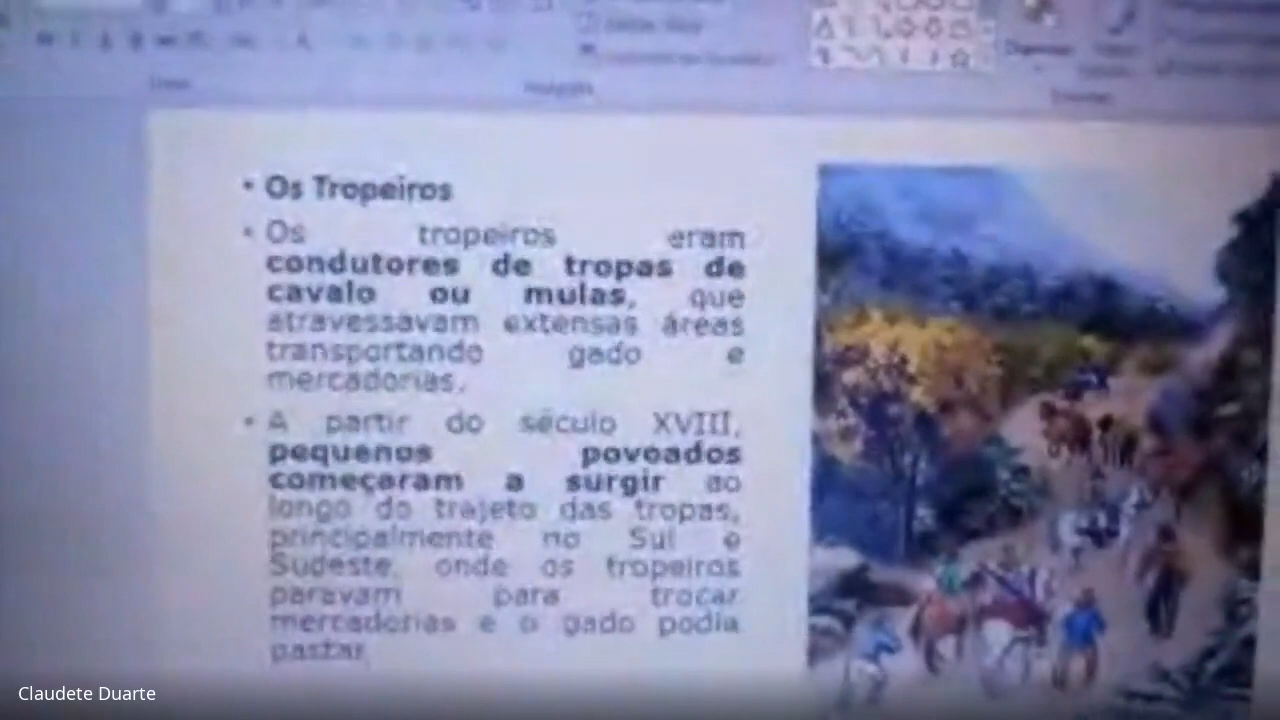 • Os Tropeiros
• Os tropeiros eram
condutores de tropas de
cavalo ou mulas, que
atravessavam extensas áreas
transportando gado e
mercadorias.
• A partir do século XVIII,
pequenos povoados
começaram a surgir ao
longo do trajeto das tropas,
principalmente no Sul e
Sudeste, onde os tropeiros
paravam para trocar
mercadorias e o gado podia
pastar
Claudete Duarte